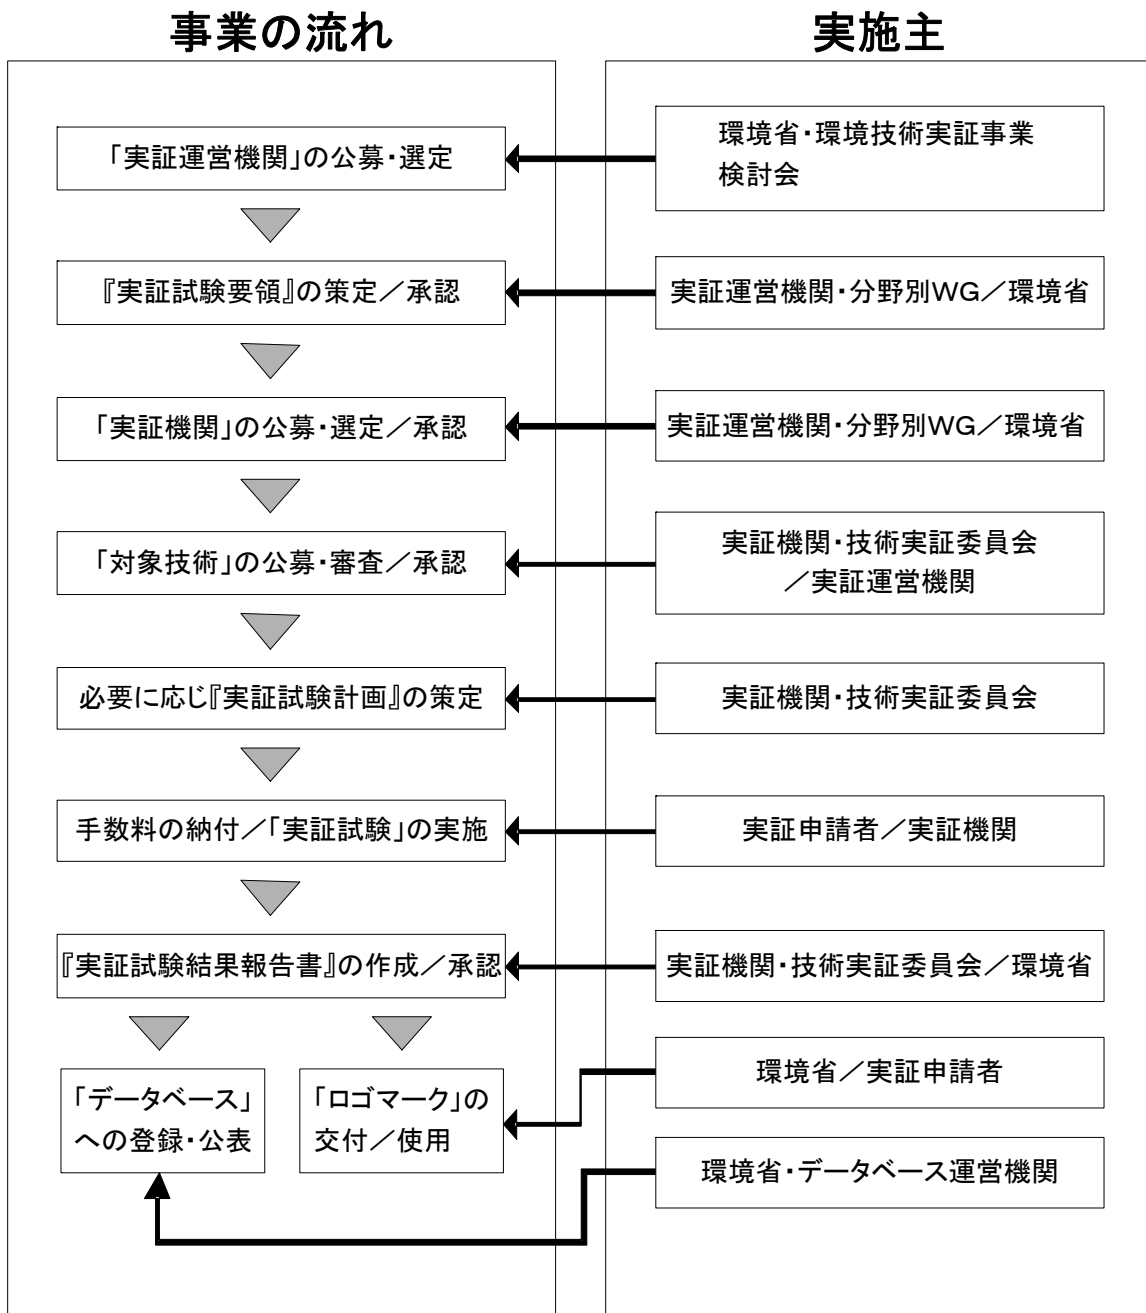 事業の流れ
実施主
「実証運営機関」の公募・選定
環境省・環境技術実証事業
検討会
『実証試験要領』の策定／承認
実証運営機関・分野別WG／環境省
「実証機関」の公募・選定／承認
実証運営機関・分野別WG／環境省
「対象技術」の公募・審査／承認
実証機関・技術実証委員会
／実証運営機関
必要に応じ『実証試験計画』の策定
実証機関・技術実証委員会
手数料の納付／「実証試験」の実施
実証申請者／実証機関
『実証試験結果報告書』の作成／承認
実証機関・技術実証委員会／環境省
「データベース」
への登録・公表
「ロゴマーク」の
交付／使用
環境省／実証申請者
環境省・データベース運営機関